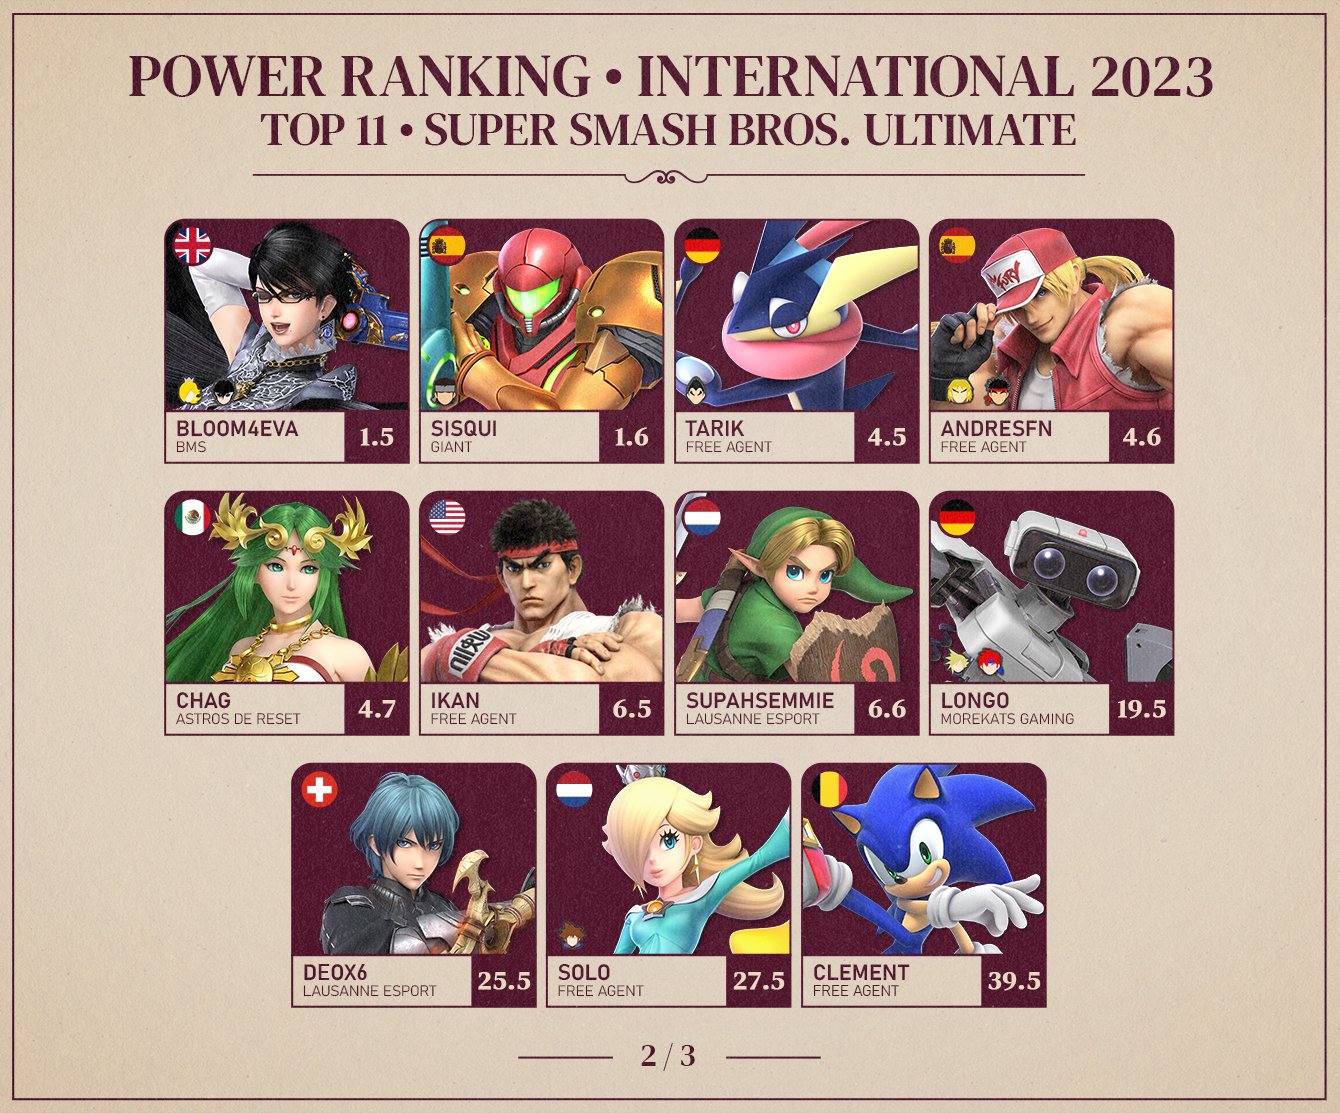 POWER RANKING • INTERNATIONAL 2023
TOP 11 • SUPER SMASH BROS. ULTIMATE
BLOOM4EVA
BMS
1.5
SISQUI
GIANT
1.6
TARIK
FREE AGENT
4.5
FURY
ANDRESFN
FREE AGENT
4.6
CHAG
ASTROS DE RESET
4.7
IKAN
FREE AGENT
6.5
SUPAHSEMMIE
LAUSANNE ESPORT
6.6
LONGO
MOREKATS GAMING
19.5
DEOX6
LAUSANNE ESPORT
25.5
SOLO
FREE AGENT
27.5
CLEMENT
FREE AGENT
39.5
2 / 3